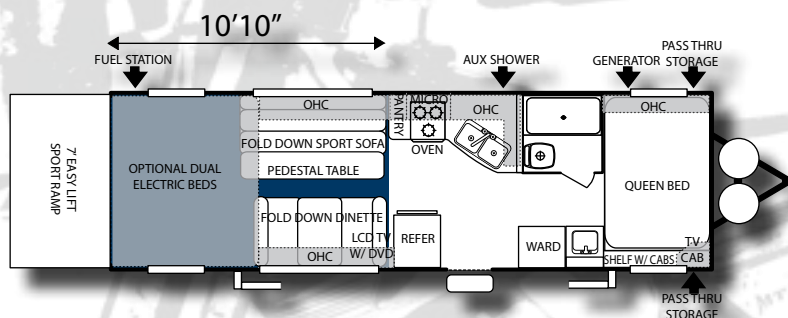 10'10"
FUEL STATION
AUX SHOWER
GENERATOR
PASS THRU
STORAGE
7' EASY LIFT
SPORT RAMP
OPTIONAL DUAL
ELECTRIC BEDS
OHC
FOLD DOWN SPORT SOFA
PEDESTAL TABLE
FOLD DOWN DINETTE
OHC
LCD TV
W/ DVD
PANTRY
MICRO
OVEN
OHC
REFER
WARD
OHC
QUEEN BED
SHELF W/ CABS
TV
CAB
PASS THRU
STORAGE